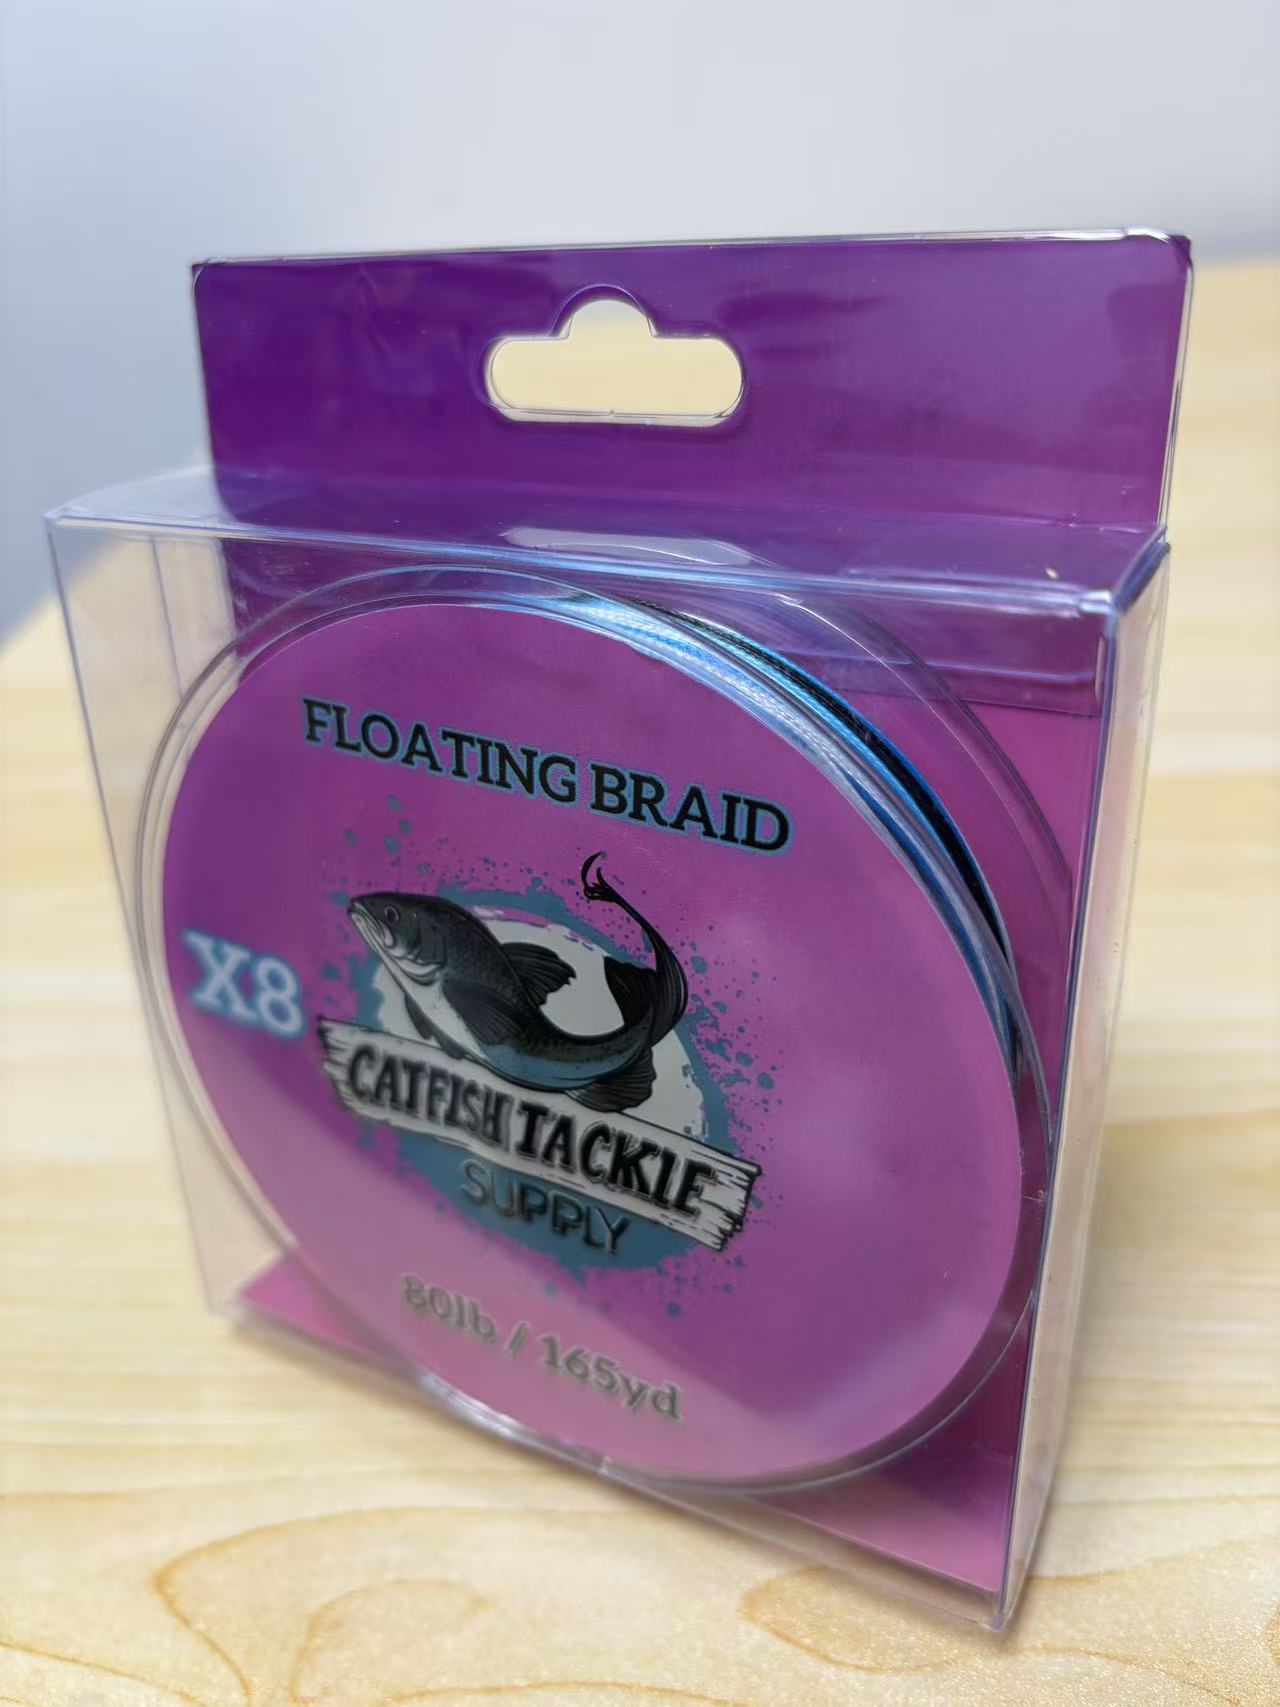 FLOATING BRAID
X8
CATFISH TACKLE
SUPPLY
80lb / 165yd